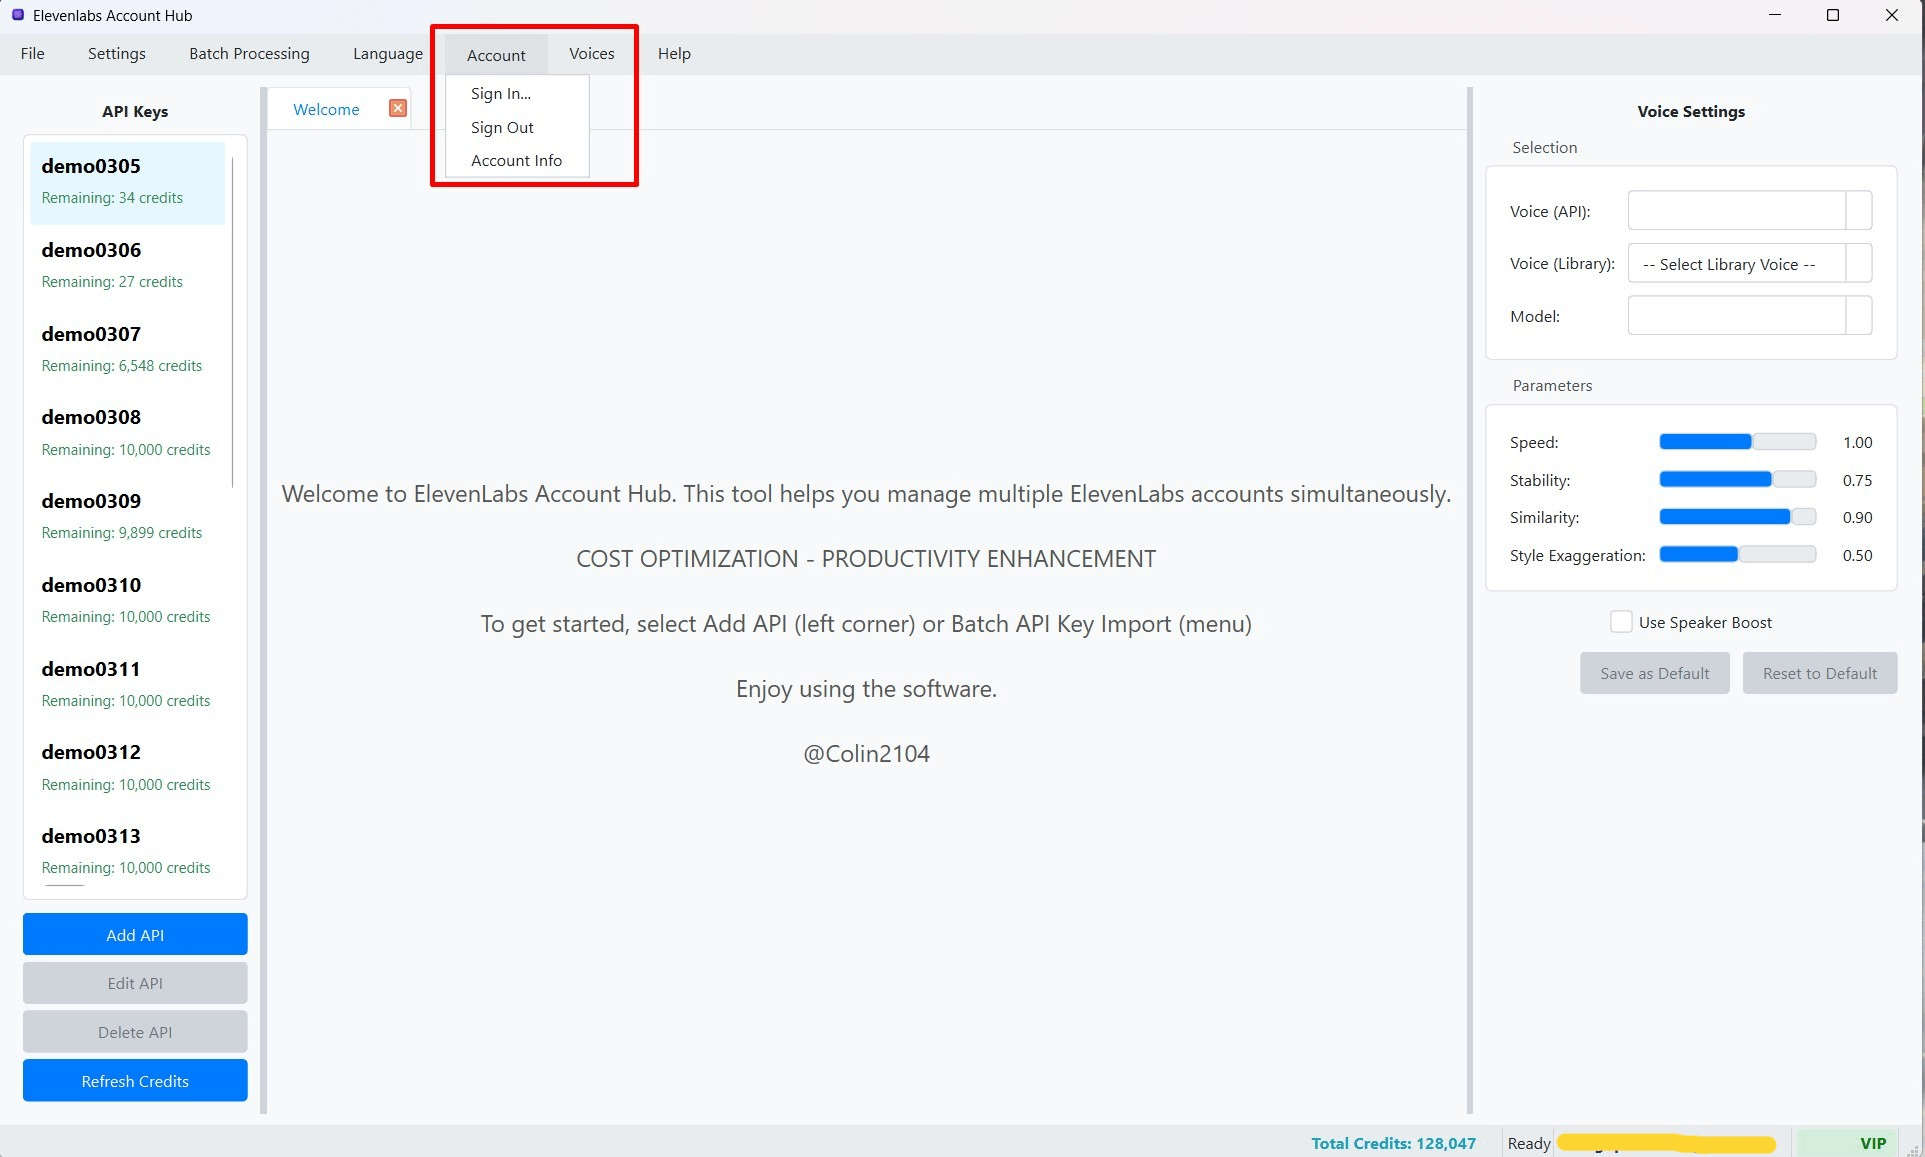 Elevenlabs Account Hub
File Settings Batch Processing Language Account Voices Help
Sign In...
Sign Out
Account Info
API Keys
demo0305
Remaining: 34 credits
demo0306
Remaining: 27 credits
demo0307
Remaining: 6,548 credits
demo0308
Remaining: 10,000 credits
demo0309
Remaining: 9,899 credits
demo0310
Remaining: 10,000 credits
demo0311
Remaining: 10,000 credits
demo0312
Remaining: 10,000 credits
demo0313
Remaining: 10,000 credits
Add API
Edit API
Delete API
Refresh Credits
Welcome
Welcome to ElevenLabs Account Hub. This tool helps you manage multiple ElevenLabs accounts simultaneously.
COST OPTIMIZATION - PRODUCTIVITY ENHANCEMENT
To get started, select Add API (left corner) or Batch API Key Import (menu)
Enjoy using the software.
@Colin2104
Voice Settings
Selection
Voice (API):
Voice (Library): -- Select Library Voice --
Model:
Parameters
Speed: 1.00
Stability: 0.75
Similarity: 0.90
Style Exaggeration: 0.50
Use Speaker Boost
Save as Default Reset to Default
Total Credits: 128,047 Ready VIP